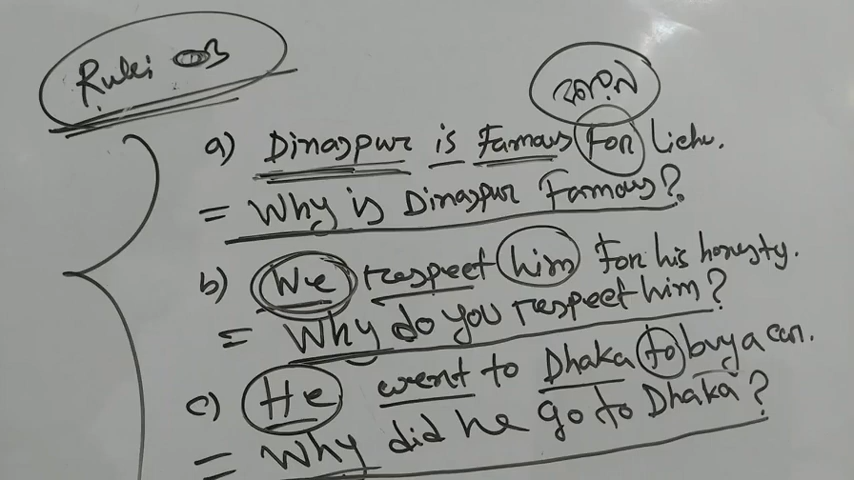 Rule: 03
কারণ
a) Dinajpur is Famous For Lichu.
= Why is Dinajpur Famous?
b) We respect him For his honesty.
= Why do you respect him?
c) He went to Dhaka to buy a car.
= Why did he go to Dhaka?